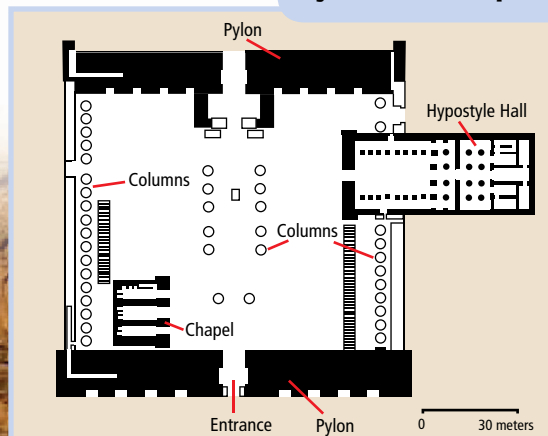 Pylon
Hypostyle Hall
Columns
Columns
Chapel
Entrance
Pylon
0 30 meters